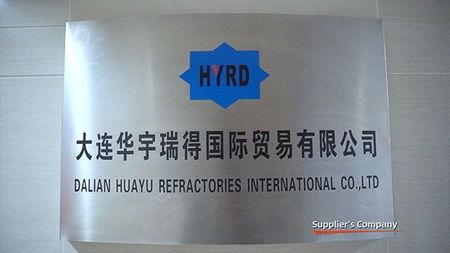 HYRD
大连华宇瑞得国际贸易有限公司
DALIAN HUAYU REFRACTORIES INTERNATIONAL CO.,LTD
Supplier's Company